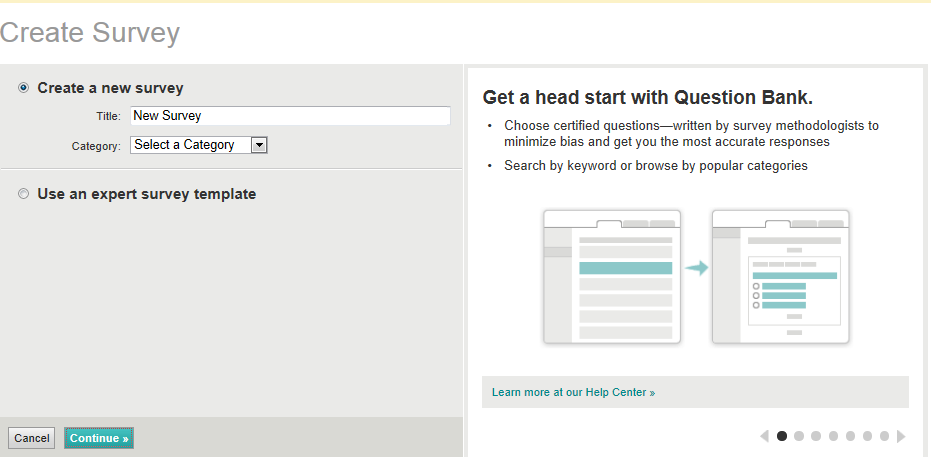 Create Survey
Create a new survey
Title: New Survey
Category: Select a Category
Use an expert survey template
Cancel
Continue »
Get a head start with Question Bank.
• Choose certified questions—written by survey methodologists to
minimize bias and get you the most accurate responses
• Search by keyword or browse by popular categories
Learn more at our Help Center »